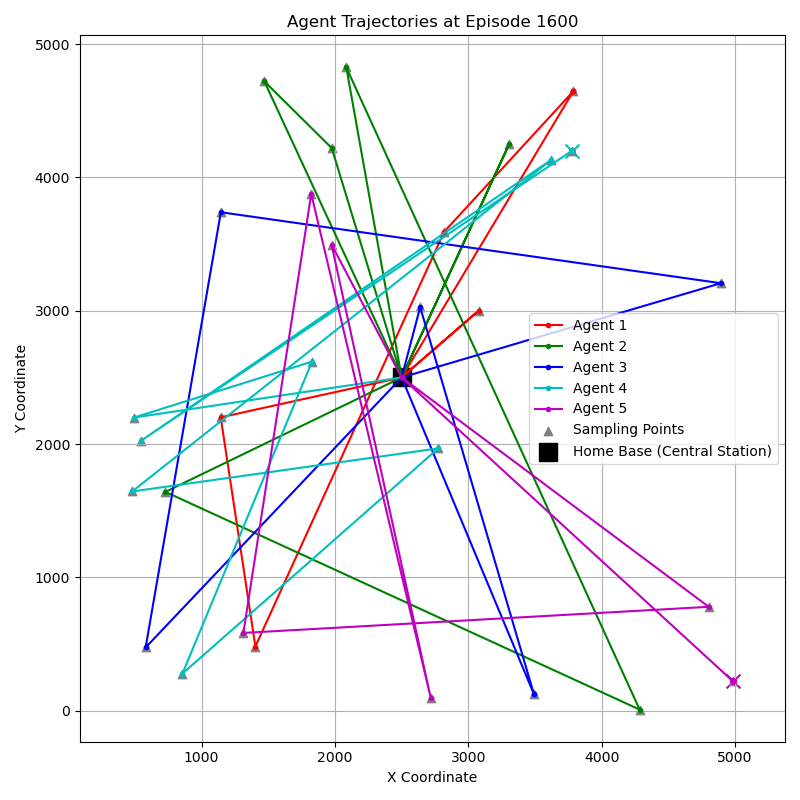 Agent Trajectories at Episode 1600
5000
4000
3000
2000
1000
0
Y Coordinate
Agent 1
Agent 2
Agent 3
Agent 4
Agent 5
Sampling Points
Home Base (Central Station)
1000 2000 3000 4000 5000
X Coordinate